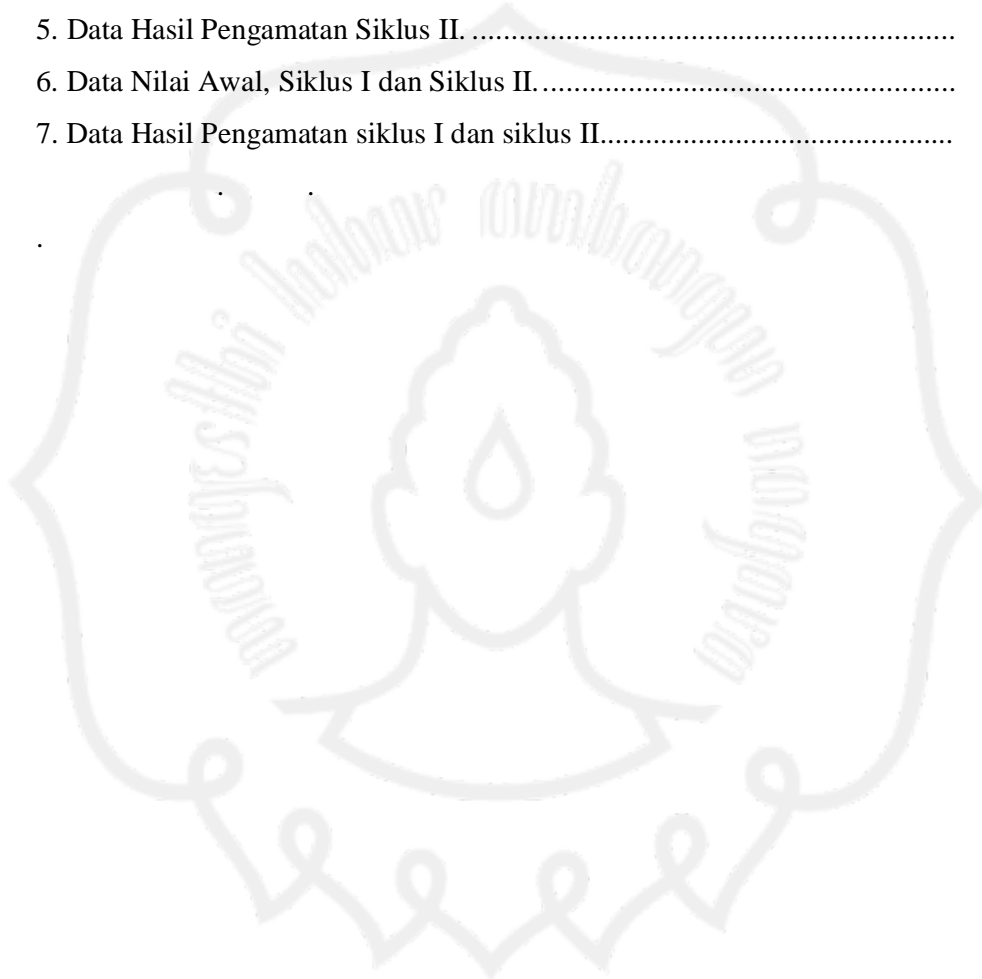 5. Data Hasil Pengamatan Siklus II. ................................................................
6. Data Nilai Awal, Siklus I dan Siklus II. .......................................................
7. Data Hasil Pengamatan siklus I dan siklus II...............................................
. .
.